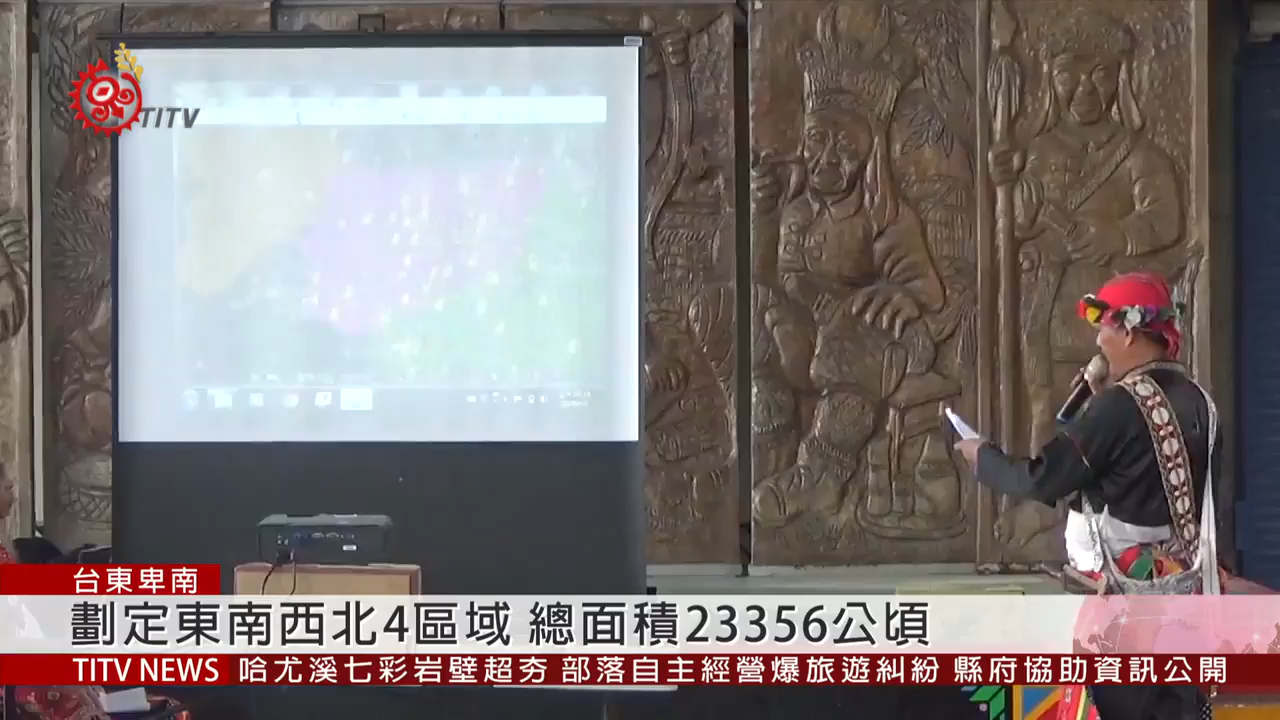 TITV
台東卑南
劃定東南西北4區域 總面積23356公頃
TITV NEWS 哈尤溪七彩岩壁超夯 部落自主經營爆旅遊糾紛 縣府協助資訊公開